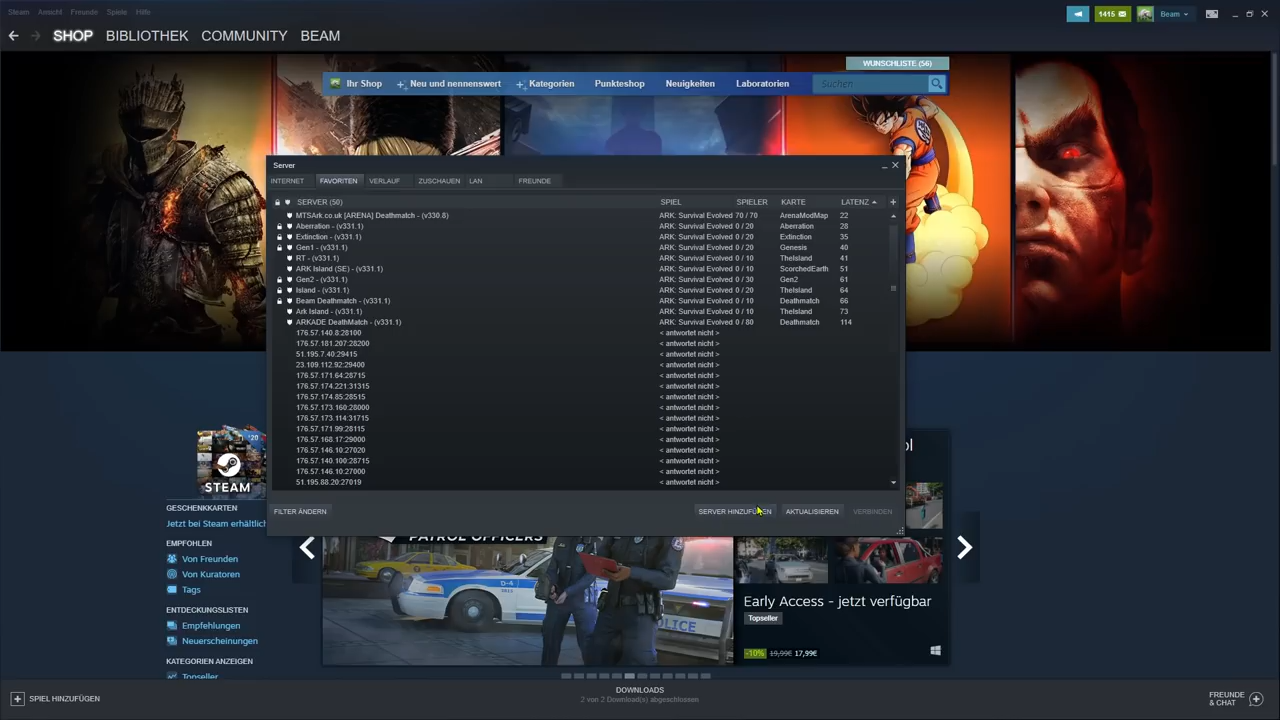 Steam Ansicht Freunde Spiele Hilfe
1415 Beam
SHOP BIBLIOTHEK COMMUNITY BEAM
WUNSCHLISTE (56)
Ihr Shop Neu und nennenswert Kategorien Punkteshop Neuigkeiten Laboratorien Suchen
Server
INTERNET FAVORITEN VERLAUF ZUSCHAUEN LAN FREUNDE
SERVER (50) SPIEL SPIELER KARTE LATENZ
MTSArk.co.uk [ARENA] Deathmatch - (v330.8) ARK: Survival Evolved 70 / 70 ArenaModMap 22
Aberration - (v331.1) ARK: Survival Evolved 0 / 20 Aberration 28
Extinction - (v331.1) ARK: Survival Evolved 0 / 20 Extinction 35
Gen1 - (v331.1) ARK: Survival Evolved 0 / 20 Genesis 40
RT - (v331.1) ARK: Survival Evolved 0 / 10 TheIsland 41
ARK Island (SE) - (v331.1) ARK: Survival Evolved 0 / 10 ScorchedEarth 51
Gen2 - (v331.1) ARK: Survival Evolved 0 / 30 Gen2 61
Island - (v331.1) ARK: Survival Evolved 0 / 20 TheIsland 64
Beam Deathmatch - (v331.1) ARK: Survival Evolved 0 / 10 Deathmatch 66
Ark Island - (v331.1) ARK: Survival Evolved 0 / 10 TheIsland 73
ARKADE DeathMatch - (v331.1) ARK: Survival Evolved 0 / 80 Deathmatch 114
176.57.140.8:28100 < antwortet nicht >
176.57.181.207:28200 < antwortet nicht >
51.195.7.40:29415 < antwortet nicht >
23.109.112.92:29400 < antwortet nicht >
176.57.171.64:28715 < antwortet nicht >
176.57.174.221:31315 < antwortet nicht >
176.57.174.85:28515 < antwortet nicht >
176.57.173.160:28000 < antwortet nicht >
176.57.173.114:31715 < antwortet nicht >
176.57.171.99:28115 < antwortet nicht >
176.57.168.17:29000 < antwortet nicht >
176.57.146.10:27020 < antwortet nicht >
176.57.140.100:28715 < antwortet nicht >
176.57.146.10:27000 < antwortet nicht >
51.195.88.20:27019 < antwortet nicht >
FILTER ÄNDERN SERVER HINZUFÜGEN AKTUALISIEREN VERBINDEN
$20
STEAM
GESCHENKKARTEN
Jetzt bei Steam erhältlich
EMPFOHLEN
Von Freunden
Von Kuratoren
Tags
ENTDECKUNGSLISTEN
Empfehlungen
Neuerscheinungen
KATEGORIEN ANZEIGEN
Topseller
PATROL OFFICERS
D-4
POLICE
Early Access - jetzt verfügbar
Topseller
-10% 19,99€ 17,99€
SPIEL HINZUFÜGEN
DOWNLOADS
2 von 2 Download(s) abgeschlossen
FREUNDE
& CHAT